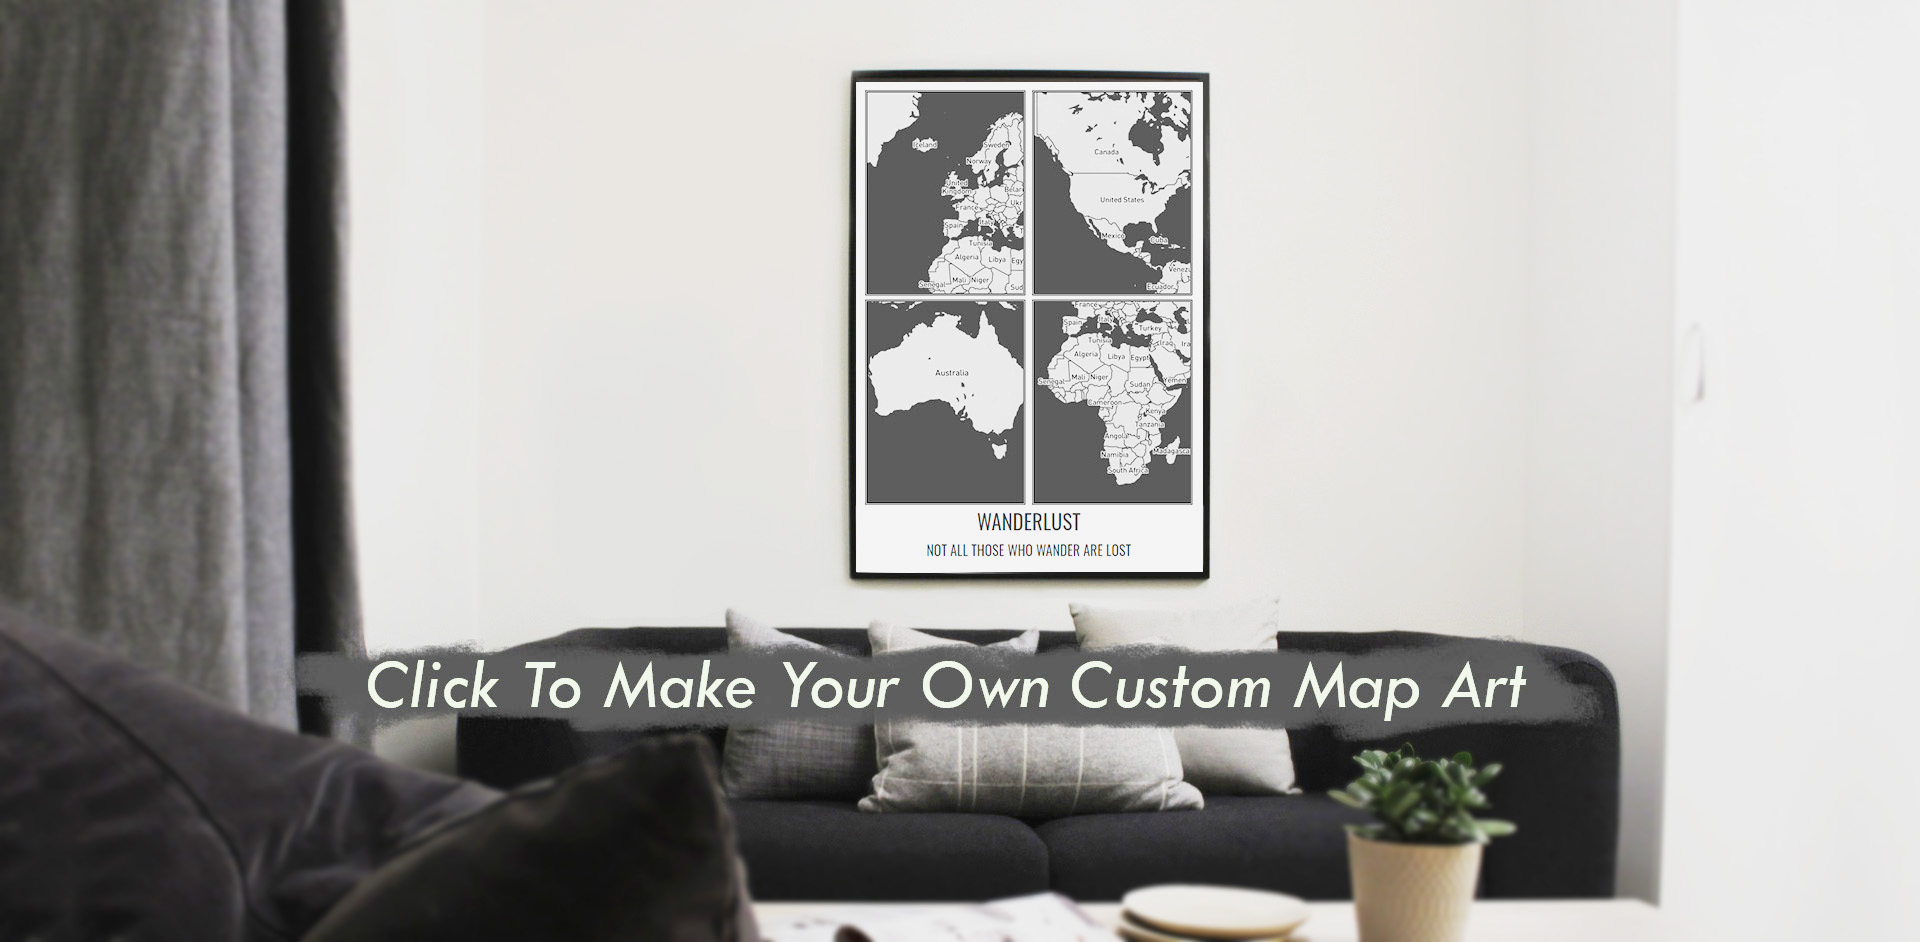 Iceland
Sweden
Norway
United
Kingdom
Belar
Ukr
France
Spain
Italy
Tunisia
Algeria
Libya
Egy
Mali
Niger
Senegal
Sud
Canada
United States
Mexico
Cuba
Venezu
Ecuador
Australia
France
Spain
Italy
Turkey
Tunisia
Iraq
Ira
Algeria
Libya
Egypt
Senegal
Mali
Niger
Sudan
Yemen
Cameroon
Kenya
Tanzania
Angola
Namibia
Madagasca
South Africa
WANDERLUST
NOT ALL THOSE WHO WANDER ARE LOST
Click To Make Your Own Custom Map Art